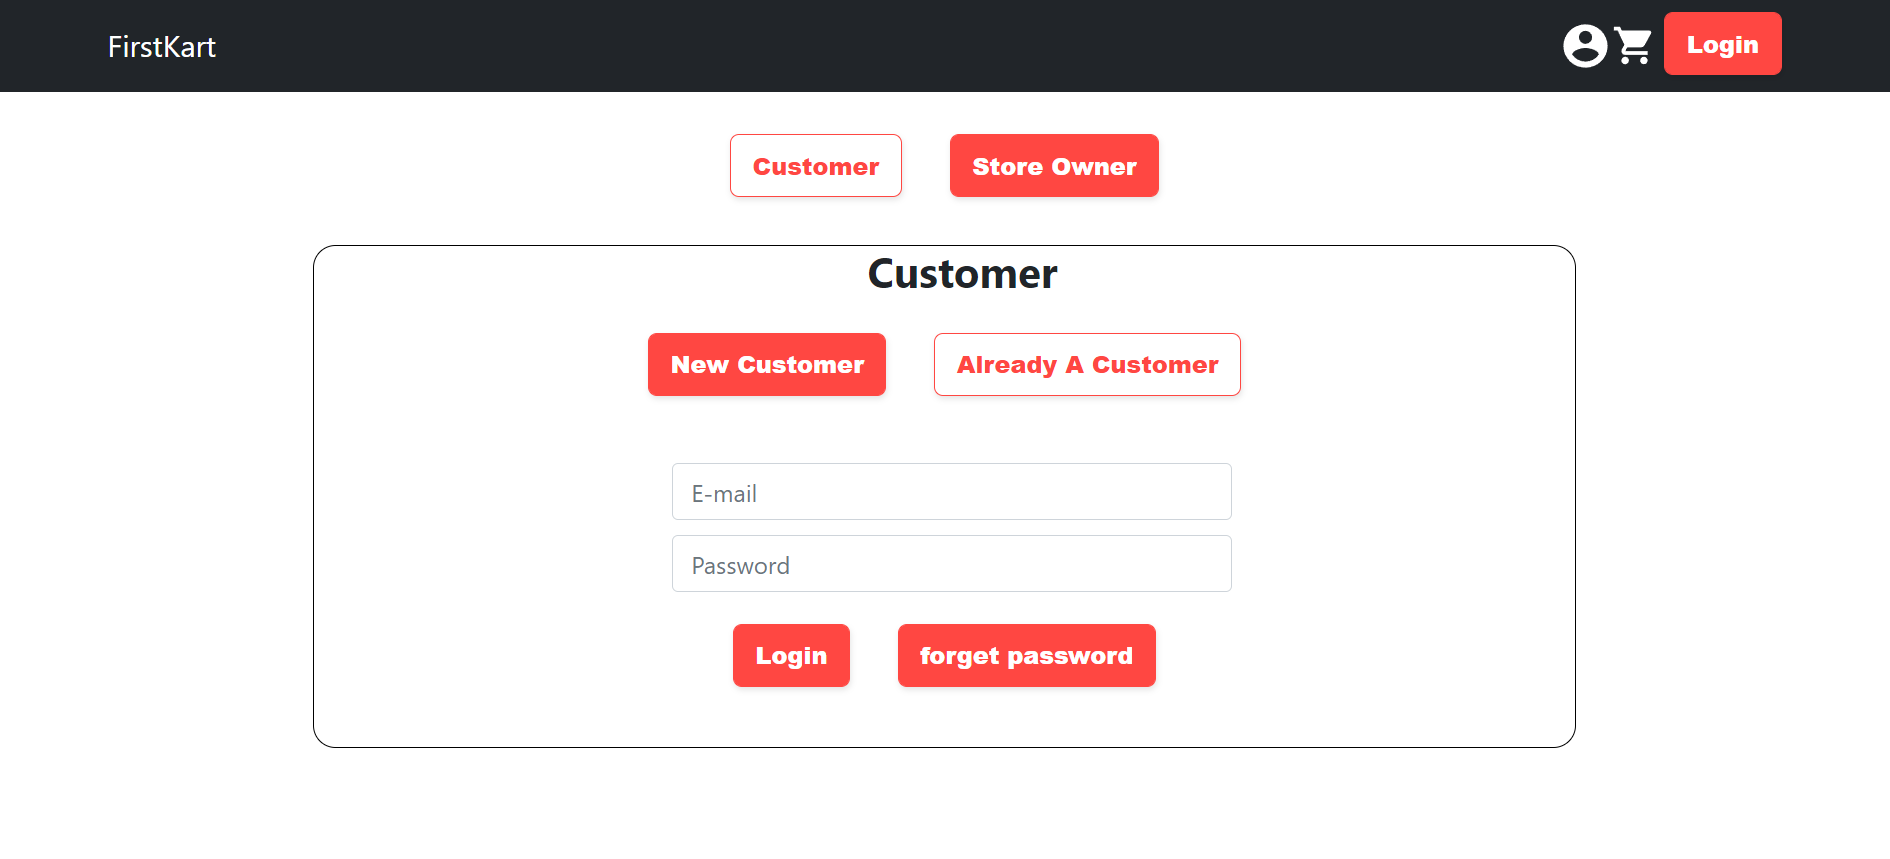 FirstKart Login
Customer Store Owner
Customer
New Customer Already A Customer
E-mail
Password
Login forget password